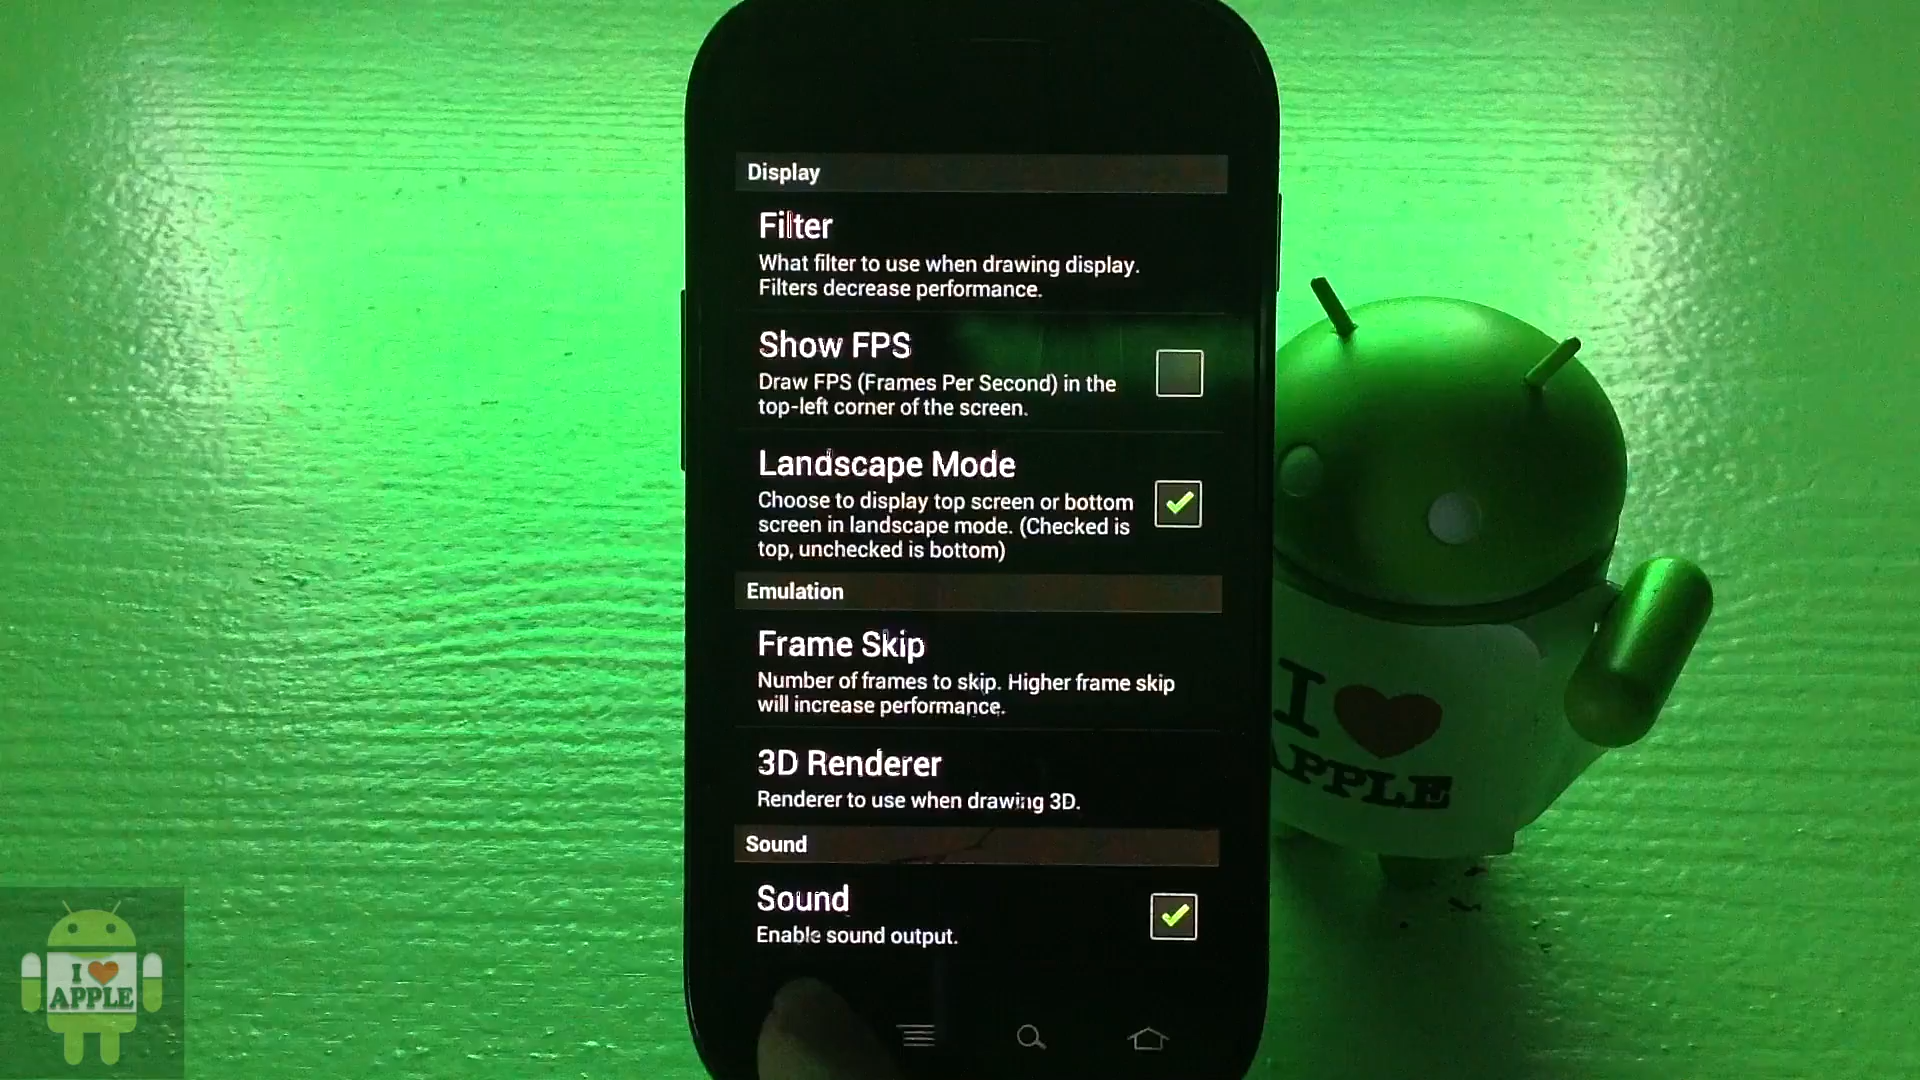 Display
Filter
What filter to use when drawing display.
Filters decrease performance.
Show FPS
Draw FPS (Frames Per Second) in the
top-left corner of the screen.
Landscape Mode
Choose to display top screen or bottom
screen in landscape mode. (Checked is
top, unchecked is bottom)
Emulation
Frame Skip
Number of frames to skip. Higher frame skip
will increase performance.
3D Renderer
Renderer to use when drawing 3D.
Sound
Sound
Enable sound output.
I
APPLE
I
APPLE